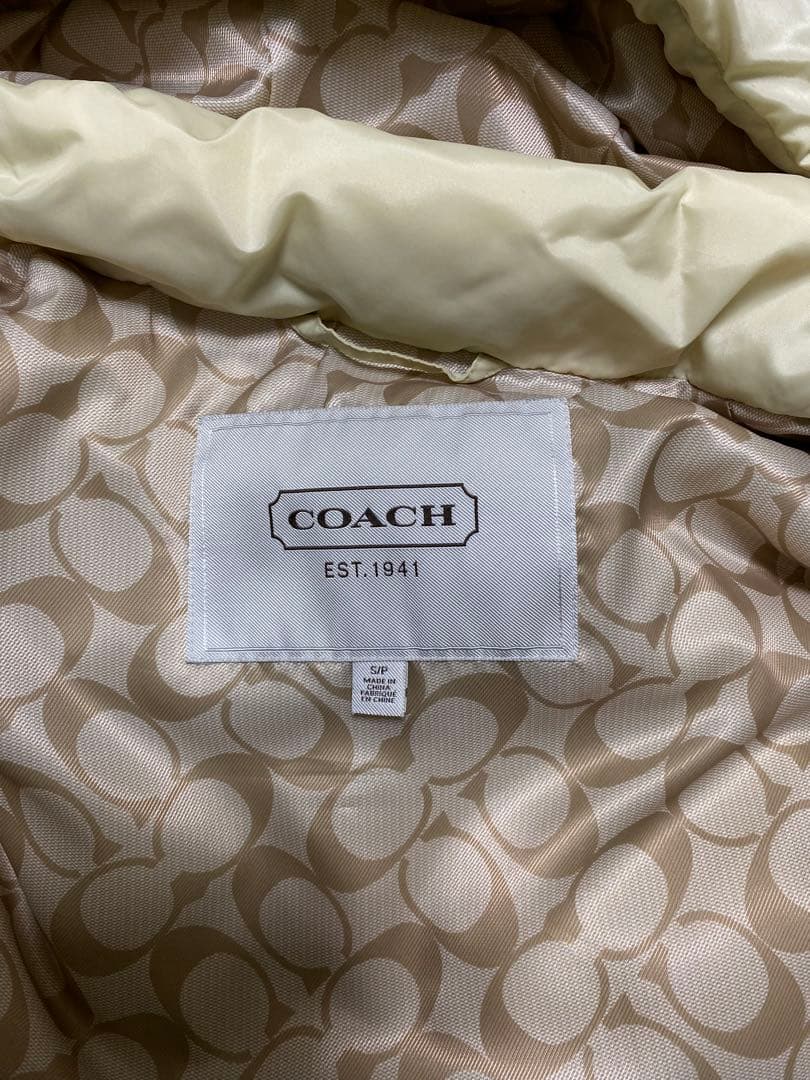 COACH
EST.1941
S/P
MADE IN
CHINA
FABRIQUÉ
EN CHINE